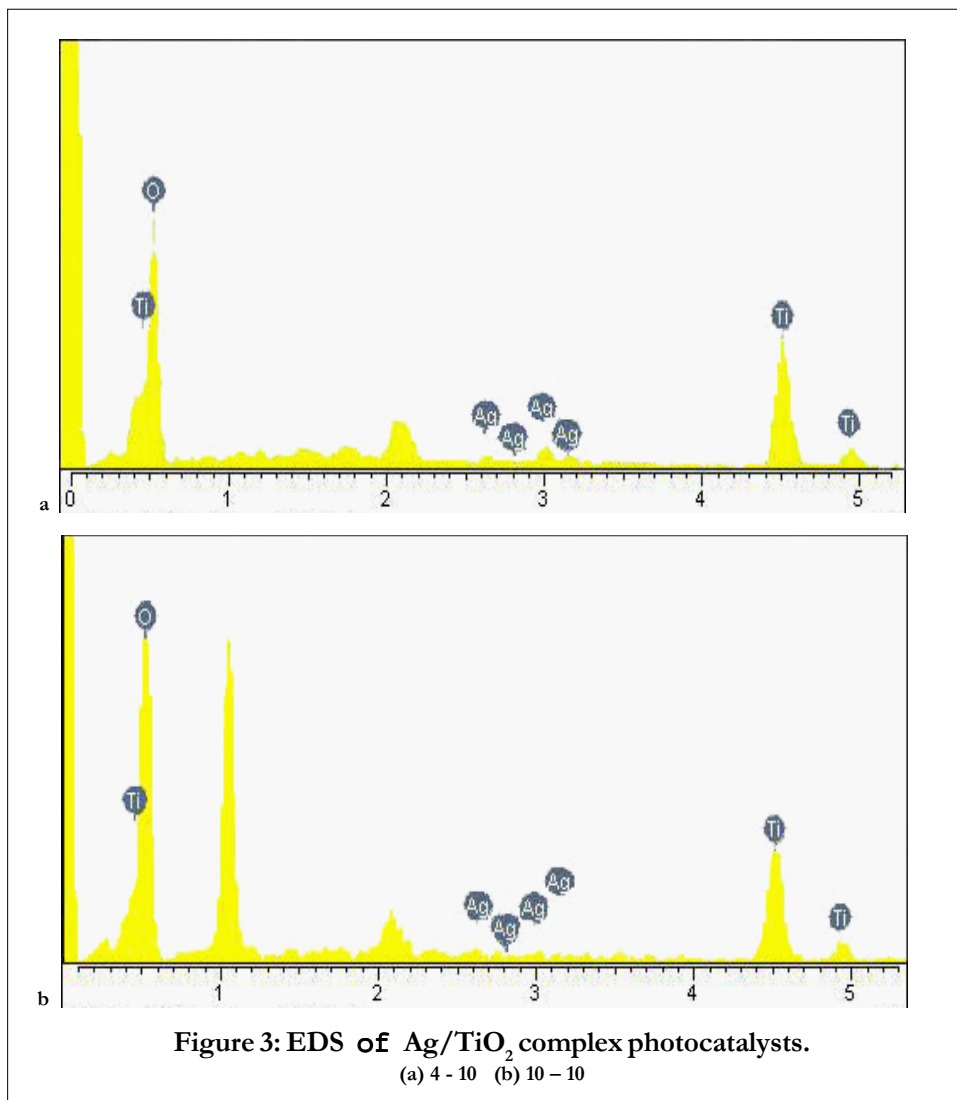 O
Ti
Ti
Ag
Ag
Ag
Ag
Ti
a
0 1 2 3 4 5
O
Ti
Ti
Ag
Ag
Ag
Ag
Ti
b
1 2 3 4 5
Figure 3: EDS of Ag/TiO₂ complex photocatalysts.
(a) 4 - 10 (b) 10 – 10